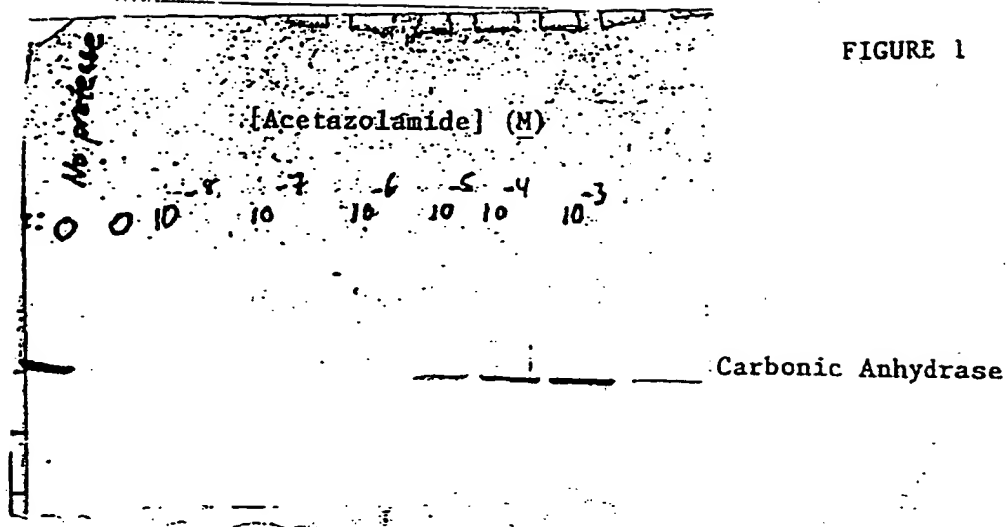 FIGURE 1
No protease
[Acetazolamide] (M)
0 0 10-8 10-7 10-6 10-5 10-4 10-3
Carbonic Anhydrase